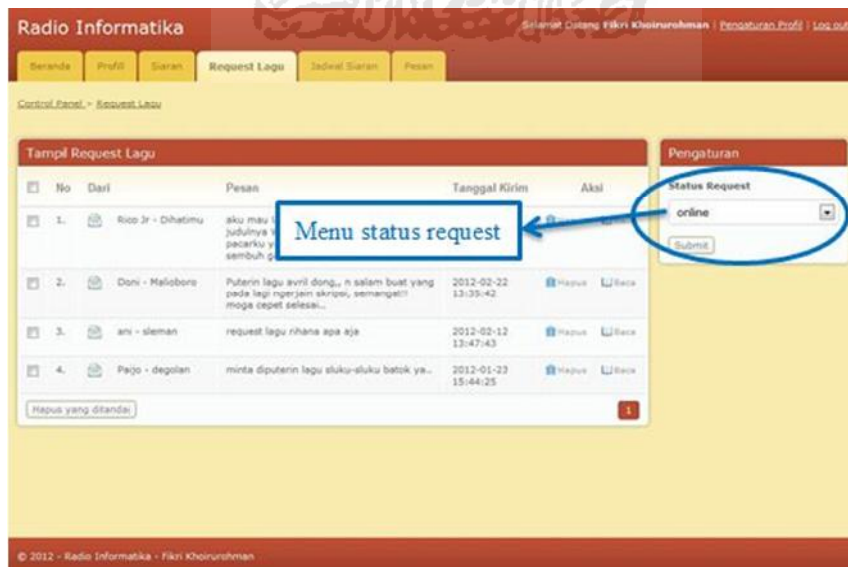 Radio Informatika
Selamat Datang Fikri Khoirurohman | Pengaturan Profil | Log out
Beranda Profil Siaran Request Lagu Jadwal Siaran Pesan
Control Panel » Request Lagu
Tampil Request Lagu
No Dari Pesan Tanggal Kirim Aksi
1. Rico Jr - Dihatimu
aku mau
judulnya
pacarku
sembuh
2. Doni - Malioboro
Puterin lagu avril dong,, n salam buat yang
pada lagi ngerjain skripsi, semangat!!
moga cepet selesai..
2012-02-22
13:35:42
Hapus Baca
3. ani - sleman
request lagu rihana apa aja
2012-02-12
13:47:43
Hapus Baca
4. Paijo - degolan
minta diputerin lagu sluku-sluku batok ya..
2012-01-23
15:44:25
Hapus Baca
Hapus yang ditandai
1
Pengaturan
Status Request
online
Submit
Menu status request
© 2012 - Radio Informatika - Fikri Khoirurohman